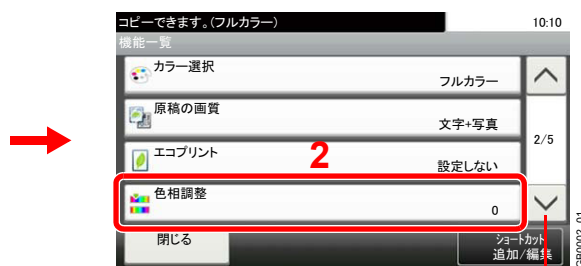 コピーできます。(フルカラー)
10:10
機能一覧
カラー選択
フルカラー
原稿の画質
文字+写真
2/5
エコプリント
2
設定しない
色相調整
0
閉じる
ショートカット
追加/編集